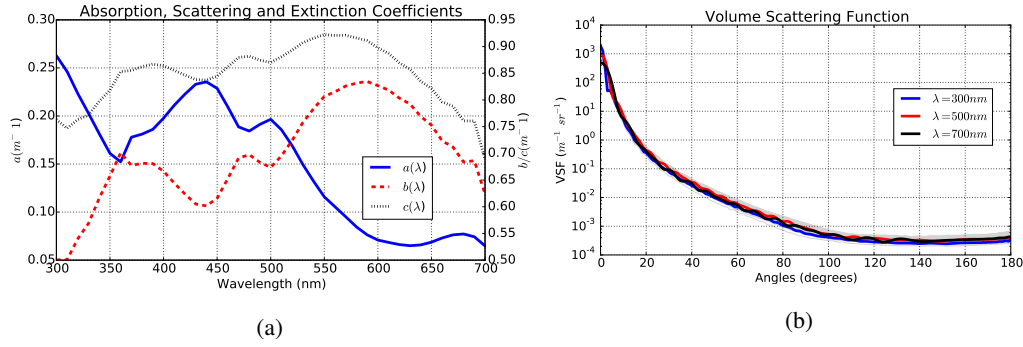 Absorption, Scattering and Extinction Coefficients
0.30
0.25
0.20
0.15
0.10
0.05
a(m⁻ 1)
0.95
0.90
0.85
0.80
0.75
0.70
0.65
0.60
0.55
0.50
b/c(m⁻ 1)
a(λ)
b(λ)
c(λ)
300 350 400 450 500 550 600 650 700
Wavelength (nm)
(a)
Volume Scattering Function
10⁴
10³
10²
10¹
10⁰
10⁻¹
10⁻²
10⁻³
10⁻⁴
VSF (m⁻¹ sr⁻¹)
λ=300nm
λ=500nm
λ=700nm
0 20 40 60 80 100 120 140 160 180
Angles (degrees)
(b)